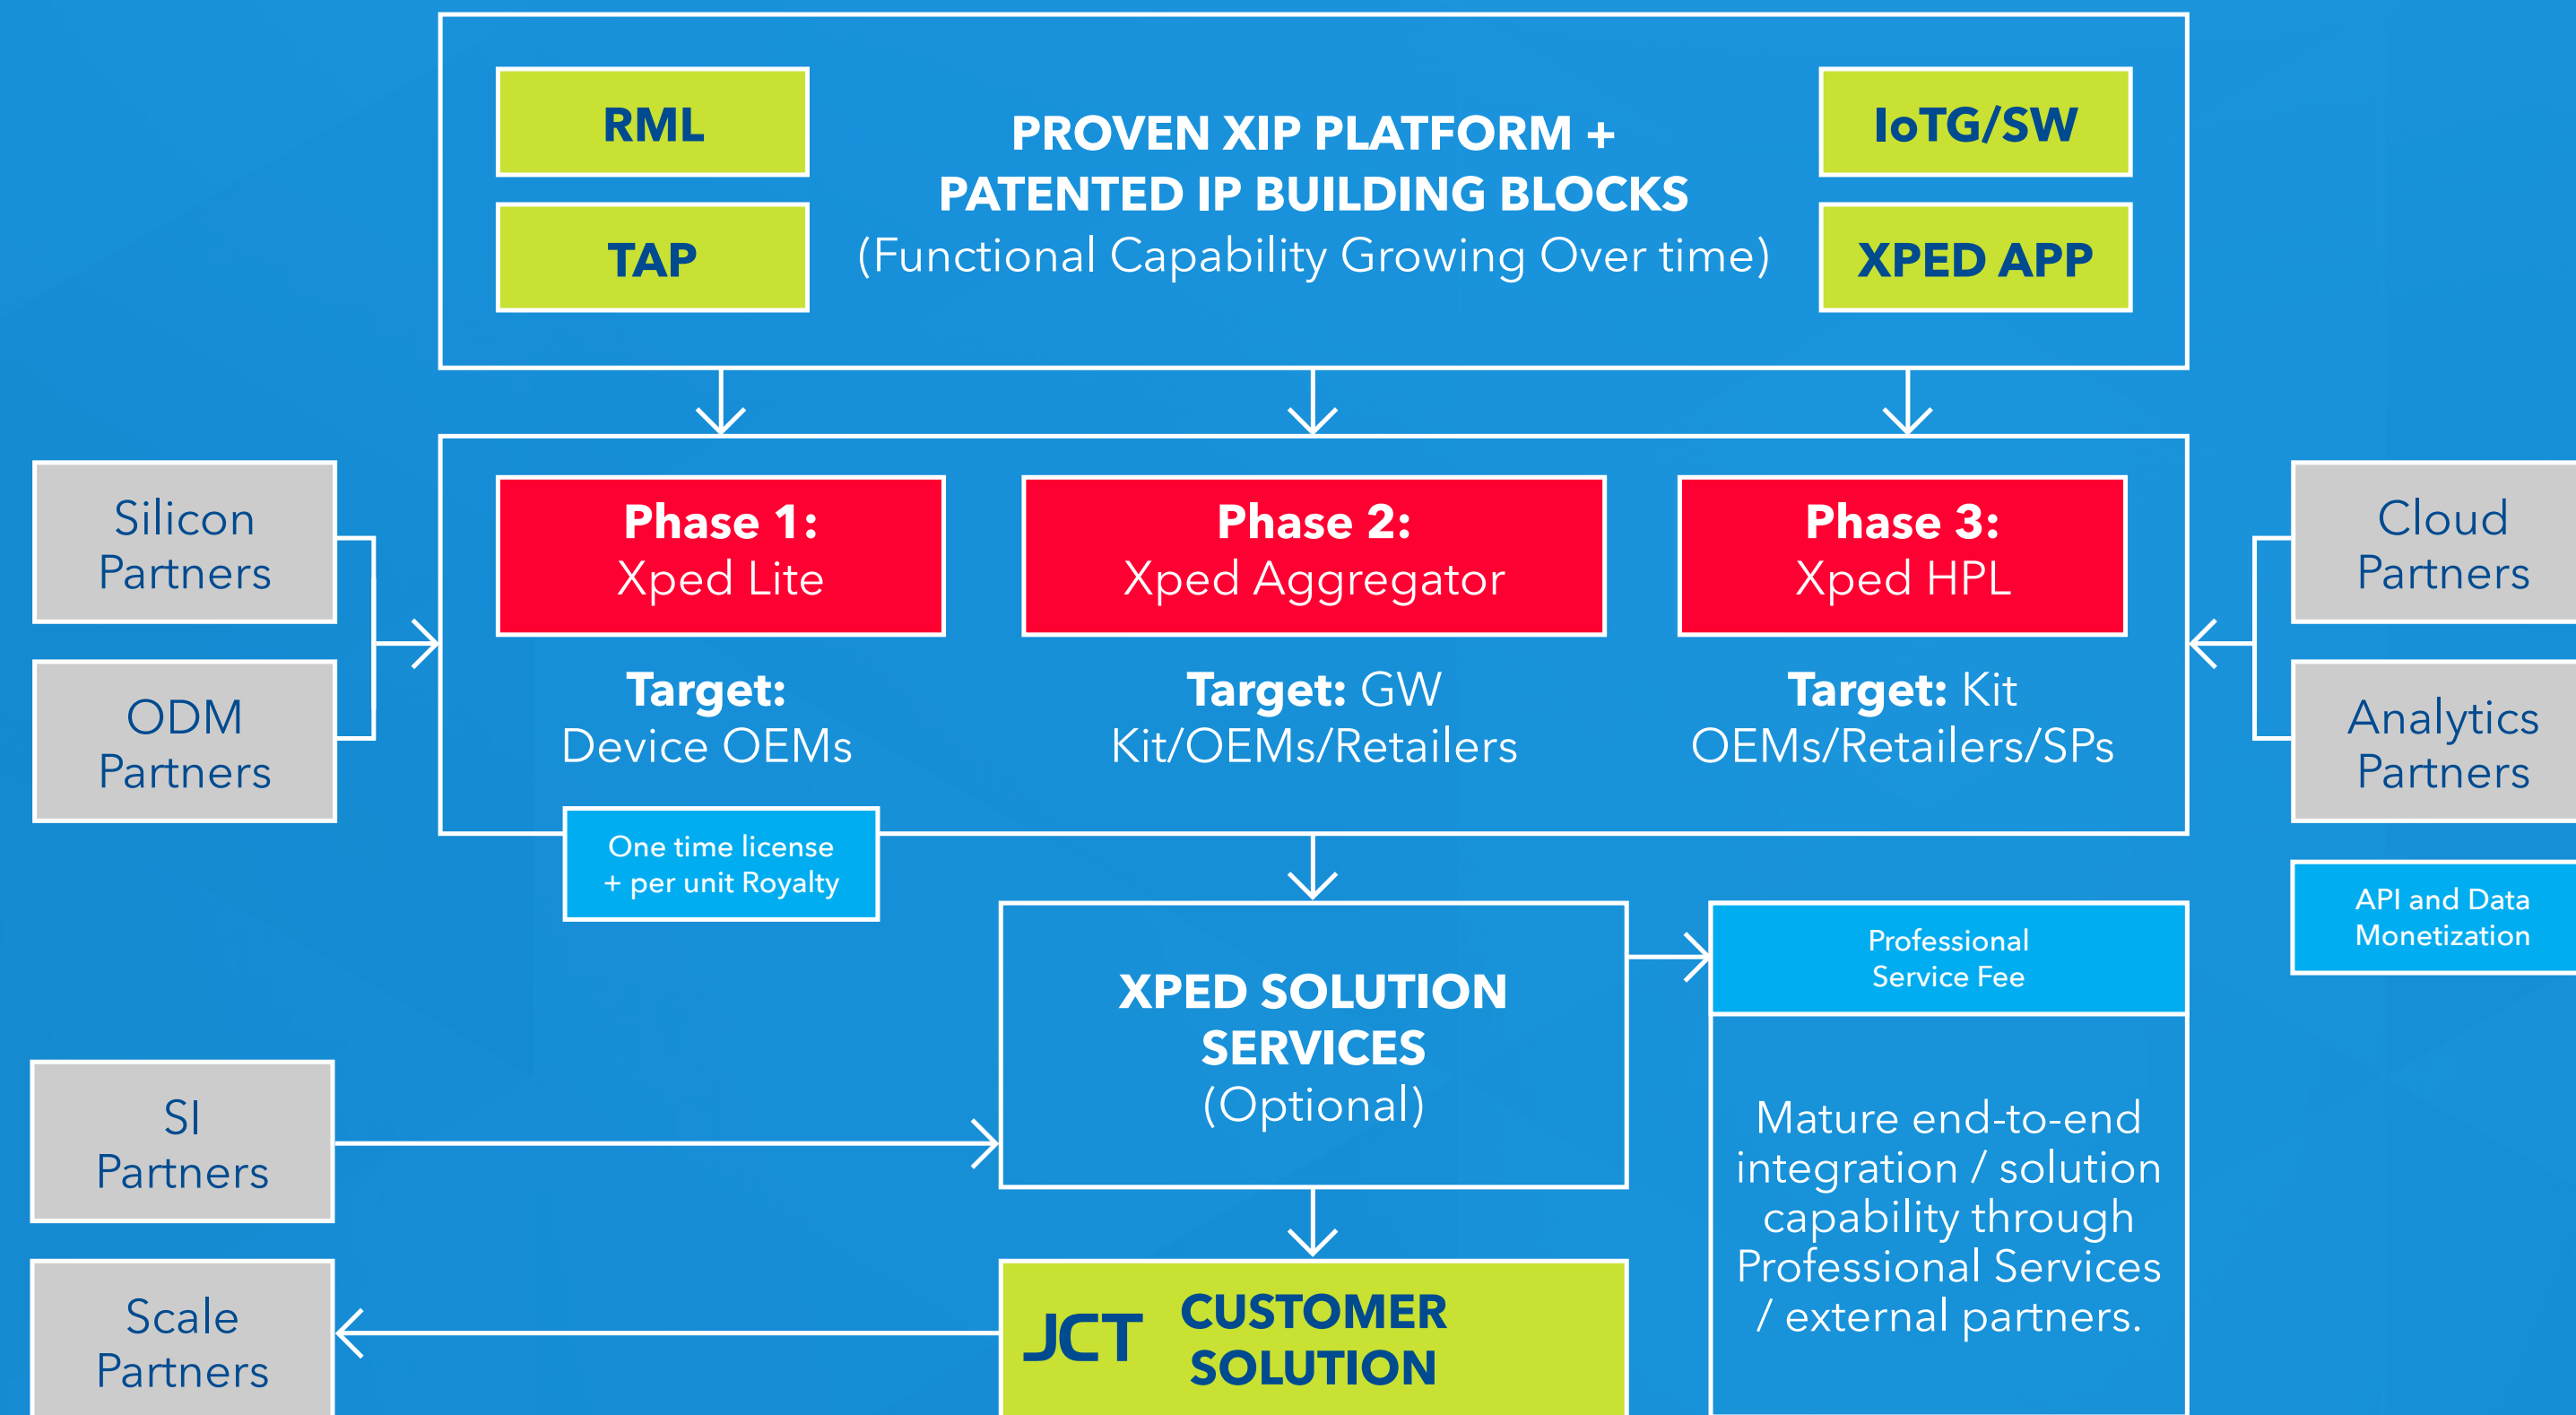 RML
TAP
PROVEN XIP PLATFORM +
PATENTED IP BUILDING BLOCKS
(Functional Capability Growing Over time)
IoTG/SW
XPED APP
Silicon
Partners
ODM
Partners
Phase 1:
Xped Lite
Target:
Device OEMs
Phase 2:
Xped Aggregator
Target: GW
Kit/OEMs/Retailers
Phase 3:
Xped HPL
Target: Kit
OEMs/Retailers/SPs
Cloud
Partners
Analytics
Partners
One time license
+ per unit Royalty
API and Data
Monetization
XPED SOLUTION
SERVICES
(Optional)
Professional
Service Fee
Mature end-to-end
integration / solution
capability through
Professional Services
/ external partners.
SI
Partners
Scale
Partners
JCT
CUSTOMER
SOLUTION